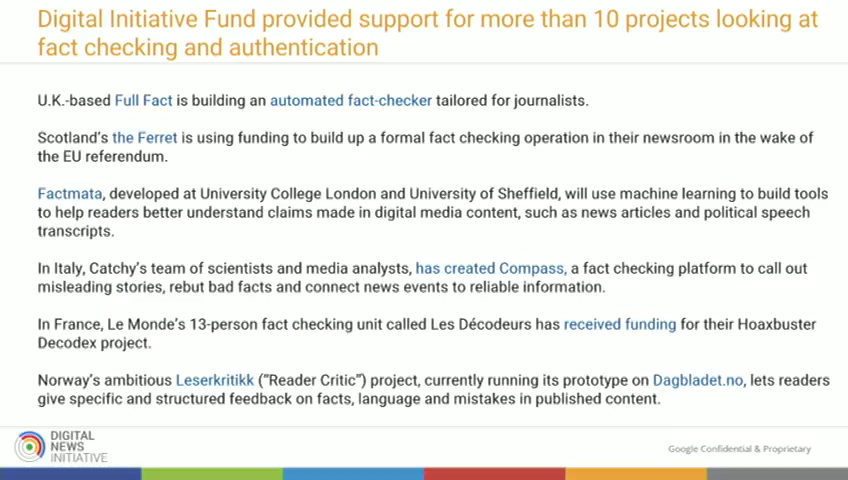 Digital Initiative Fund provided support for more than 10 projects looking at
fact checking and authentication
U.K.-based Full Fact is building an automated fact-checker tailored for journalists.
Scotland's the Ferret is using funding to build up a formal fact checking operation in their newsroom in the wake of
the EU referendum.
Factmata, developed at University College London and University of Sheffield, will use machine learning to build tools
to help readers better understand claims made in digital media content, such as news articles and political speech
transcripts.
In Italy, Catchy's team of scientists and media analysts, has created Compass, a fact checking platform to call out
misleading stories, rebut bad facts and connect news events to reliable information.
In France, Le Monde's 13-person fact checking unit called Les Décodeurs has received funding for their Hoaxbuster
Decodex project.
Norway's ambitious Leserkritikk ("Reader Critic") project, currently running its prototype on Dagbladet.no, lets readers
give specific and structured feedback on facts, language and mistakes in published content.
DIGITAL
NEWS
INITIATIVE
Google Confidential & Proprietary